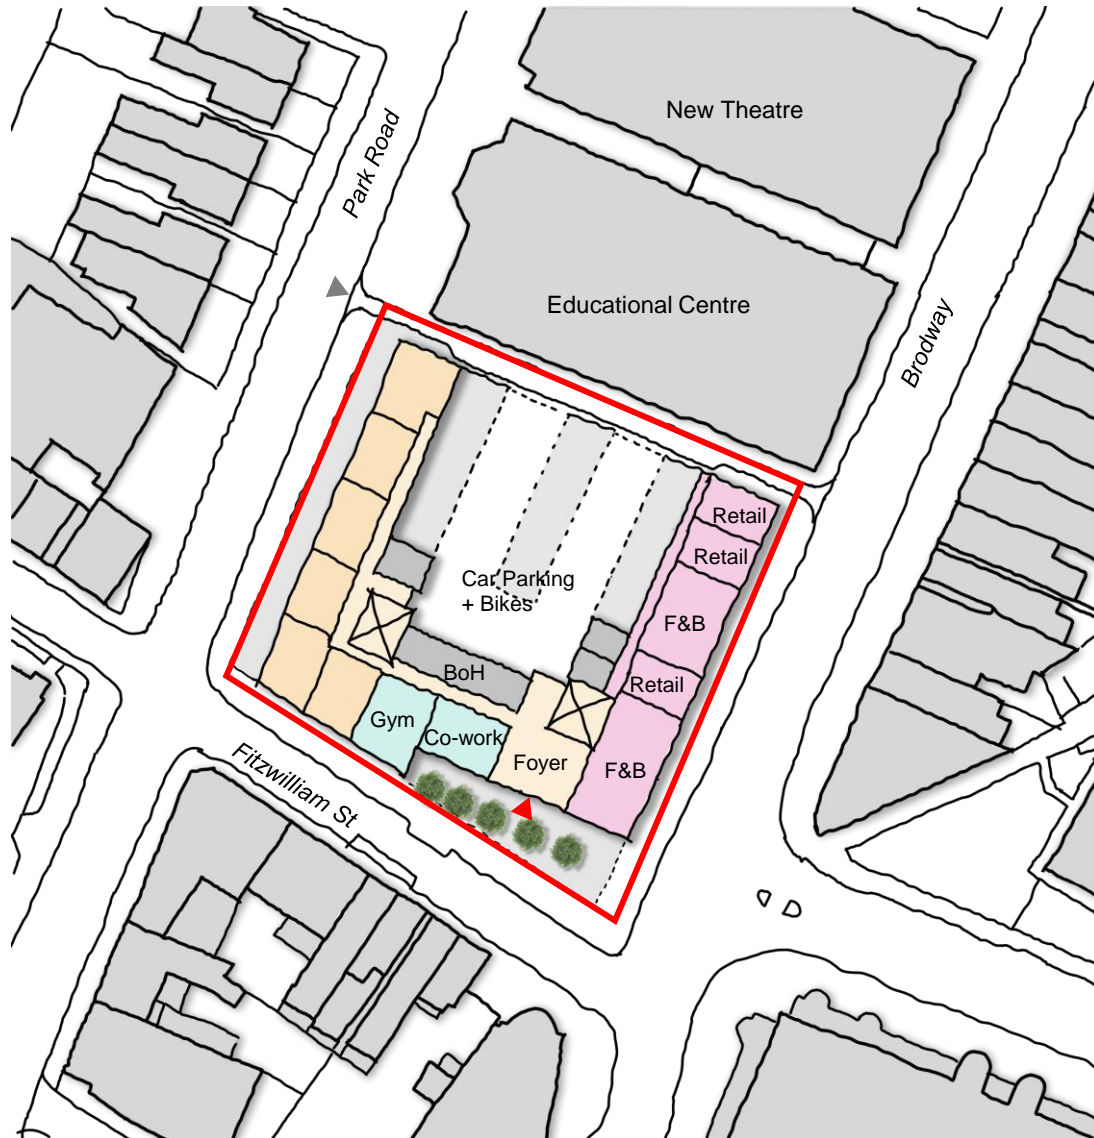 New Theatre
Park Road
Educational Centre
Brodway
Retail
Retail
Car Parking
+ Bikes
F&B
BoH
Retail
Gym
Co-work
Foyer
F&B
Fitzwilliam St